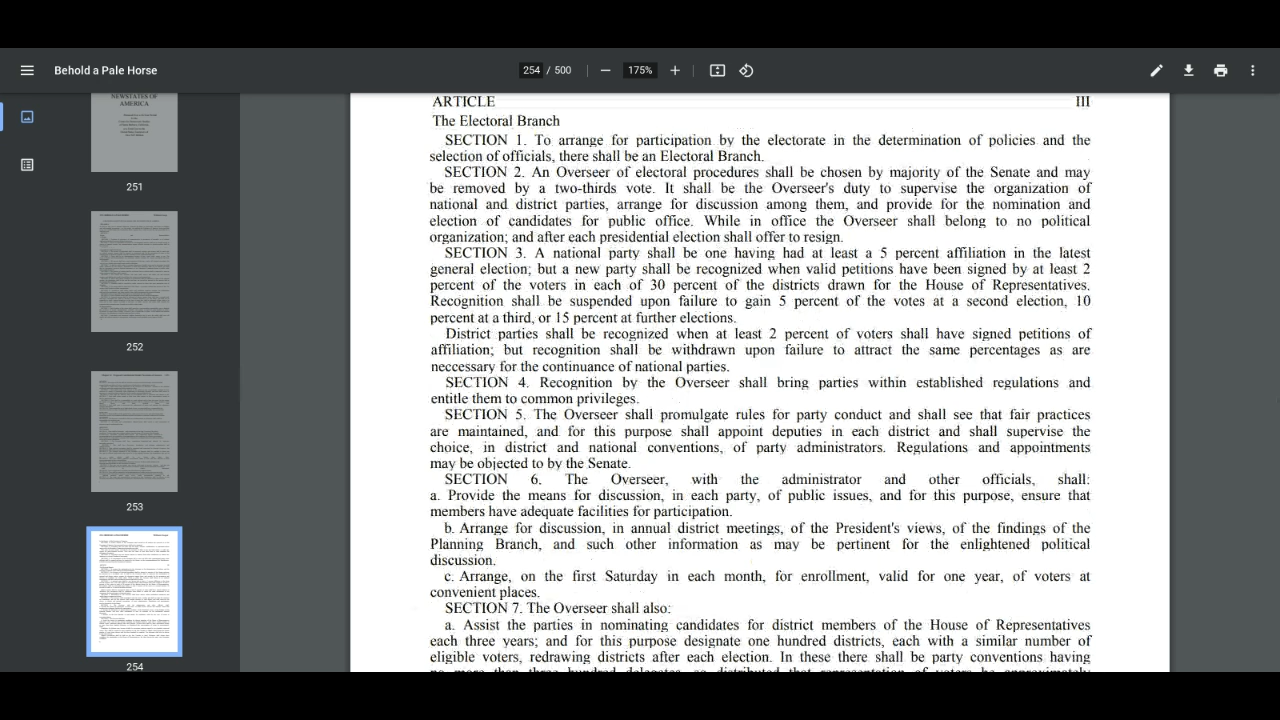 Behold a Pale Horse
254 / 500
175%
NEWSTATES OF
AMERICA
251
252
253
254
ARTICLE III
The Electoral Branch
SECTION 1. To arrange for participation by the electorate in the determination of policies and the
selection of officials, there shall be an Electoral Branch.
SECTION 2. An Overseer of electoral procedures shall be chosen by majority of the Senate and may
be removed by a two-thirds vote. It shall be the Overseer's duty to supervise the organization of
national and district parties, arrange for discussion among them, and provide for the nomination and
election of candidates for public office. While in office the Overseer shall belong to no political
organization; and after each presidential election shall offer to resign.
SECTION 3. A national party shall be one having had at least a 5 percent affiliation in the latest
general election; but a new party shall be recognized when valid petitions have been signed by at least 2
percent of the voters in each of 30 percent of the districts drawn for the House of Representatives.
Recognition shall be suspended upon failure to gain 5 percent of the votes at a second election, 10
percent at a third, or 15 percent at further elections.
District parties shall be recognized when at least 2 percent of voters shall have signed petitions of
affiliation; but recognition shall be withdrawn upon failure to attract the same percentages as are
necessary for the continuance of national parties.
SECTION 4. Recognition by the Overseer shall bring parties within established regulations and
entitle them to common privileges.
SECTION 5. The Overseer shall promulgate rules for party conduct and shall see that fair practices
are maintained, and for this purpose shall appoint deputies in each district and shall supervise the
choice, in district and national conventions, of party administrators. Regulations and appointments
may be objected to by the Senate.
SECTION 6. The Overseer, with the administrator and other officials, shall:
a. Provide the means for discussion, in each party, of public issues, and for this purpose, ensure that
members have adequate facilities for participation.
b. Arrange for discussion, in annual district meetings, of the President's views, of the findings of the
Planning Branch, and such other information as may be pertinent for the enlightened political
discussion.
c. Arrange, on the first Saturday in each month, for enrollment, valid for one year, of voters at
convenient places.
SECTION 7. The Overseer shall also:
a. Assist the parties in nominating candidates for district members of the House of Representatives
each three years; and for this purpose designate one hundred districts, each with a similar number of
eligible voters, redrawing districts after each election. In these there shall be party conventions having
no more than three hundred delegates, so distributed that representation of voters be approximately